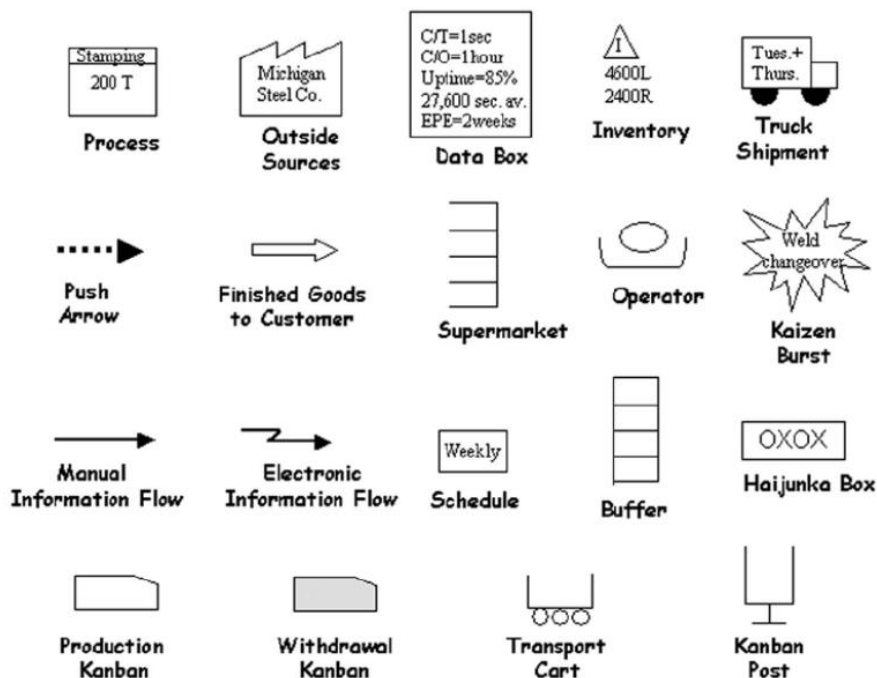 Stamping
200 T
Process
Michigan
Steel Co.
Outside
Sources
C/T=1sec
C/O=1hour
Uptime=85%
27,600 sec. av.
EPE=2weeks
Data Box
I
4600L
2400R
Inventory
Tues.+
Thurs.
Truck
Shipment
Push
Arrow
Finished Goods
to Customer
Supermarket
Operator
Weld
changeover
Kaizen
Burst
Manual
Information Flow
Electronic
Information Flow
Weekly
Schedule
Buffer
OXOX
Haijunka Box
Production
Kanban
Withdrawal
Kanban
Transport
Cart
Kanban
Post